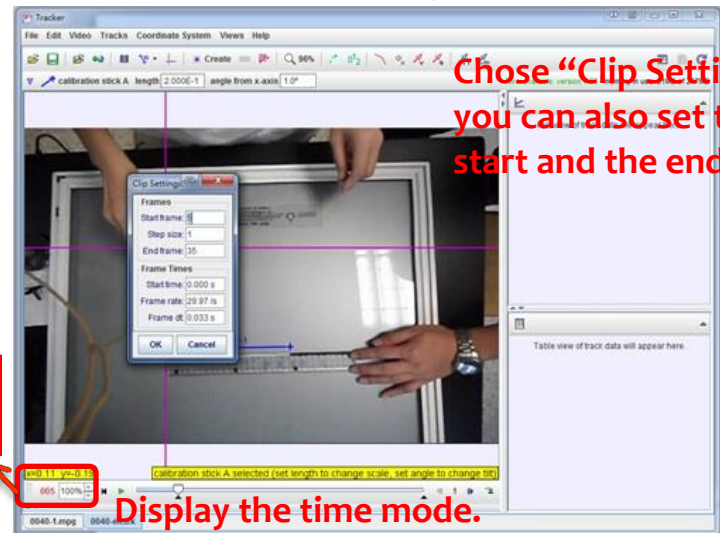 Tracker
File Edit Video Tracks Coordinate System Views Help
Create 96%
calibration stick A length 2.000E-1 angle from x-axis 1.0°
Chose “Clip Setti
you can also set t
start and the end
Clip Settings
Frames
Start frame: 5
Step size: 1
End frame: 35
Frame Times
Start time: 0.000 s
Frame rate: 29.97 /s
Frame dt: 0.033 s
OK Cancel
Table view of track data will appear here.
x=0.11 y=-0.19
calibration stick A selected (set length to change scale, set angle to change tilt)
005 100% 1
Display the time mode.
0040-1.mpg